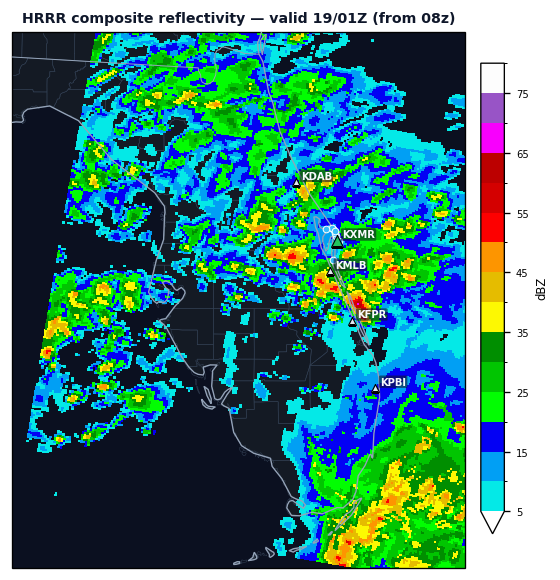 HRRR composite reflectivity — valid 19/01Z (from 08z)
KDAB
KXMR
KMLB
KFPR
KPBI
75
65
55
45
35
25
15
5
dBZ